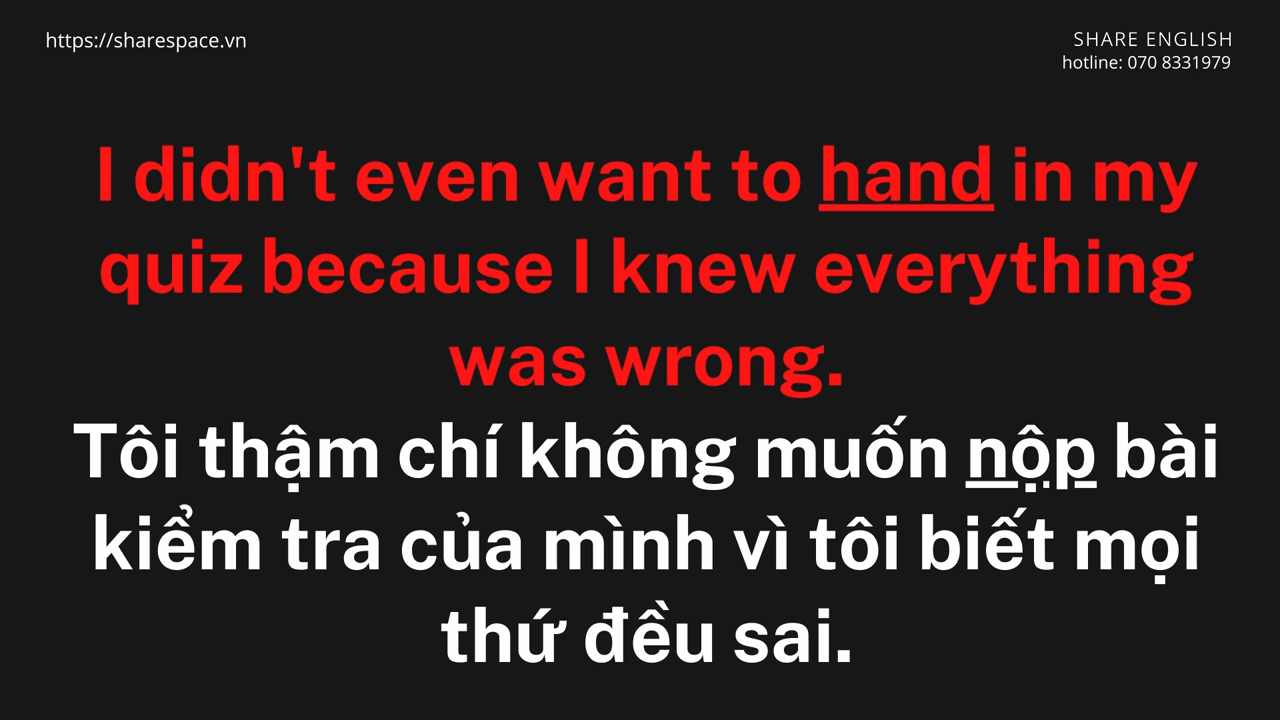 https://sharespace.vn
SHARE ENGLISH
hotline: 070 8331979
I didn't even want to hand in my
quiz because I knew everything
was wrong.
Tôi thậm chí không muốn nộp bài
kiểm tra của mình vì tôi biết mọi
thứ đều sai.